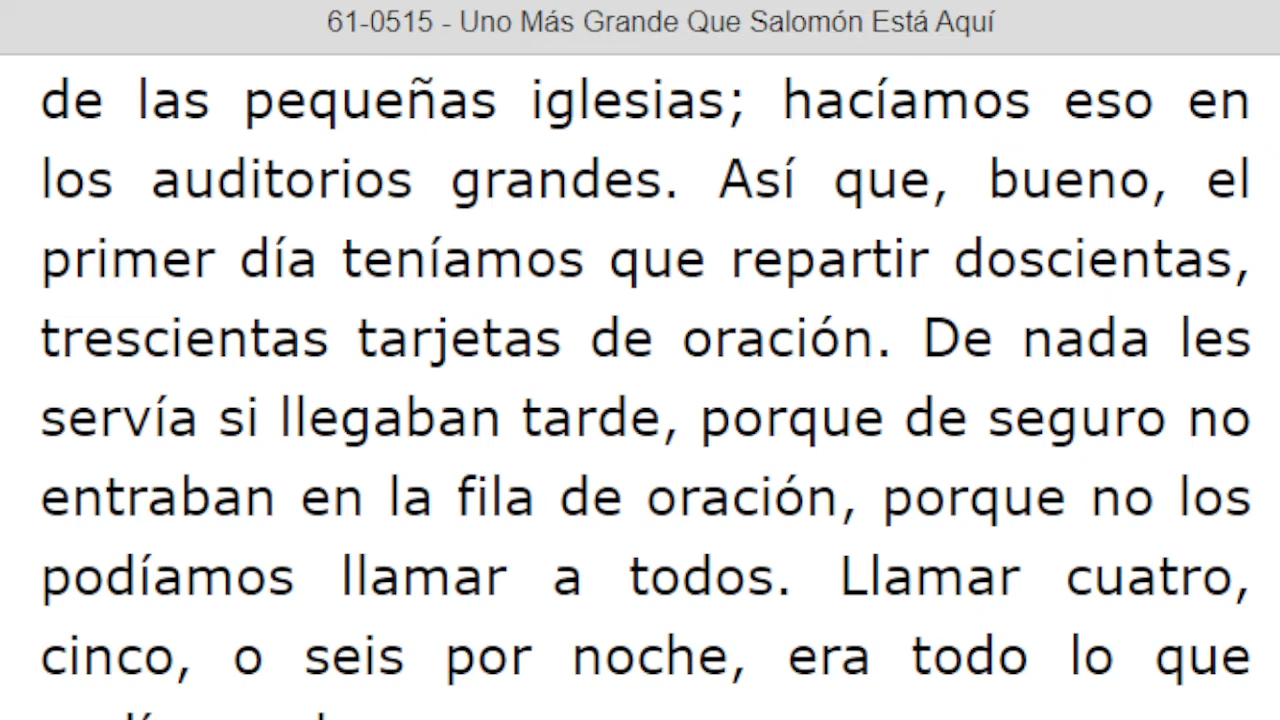 61-0515 - Uno Más Grande Que Salomón Está Aquí
de las pequeñas iglesias; hacíamos eso en
los auditorios grandes. Así que, bueno, el
primer día teníamos que repartir doscientas,
trescientas tarjetas de oración. De nada les
servía si llegaban tarde, porque de seguro no
entraban en la fila de oración, porque no los
podíamos llamar a todos. Llamar cuatro,
cinco, o seis por noche, era todo lo que